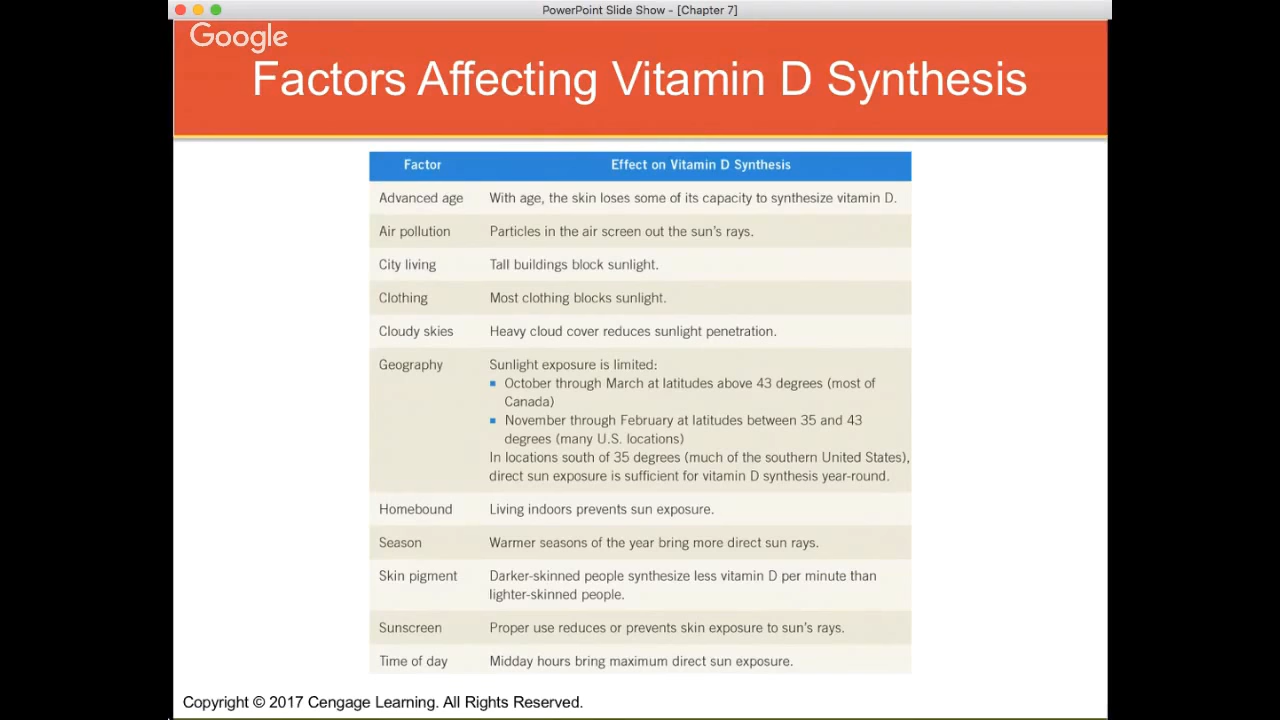 PowerPoint Slide Show - [Chapter 7]
Google
Factors Affecting Vitamin D Synthesis
Factor Effect on Vitamin D Synthesis
Advanced age With age, the skin loses some of its capacity to synthesize vitamin D.
Air pollution Particles in the air screen out the sun's rays.
City living Tall buildings block sunlight.
Clothing Most clothing blocks sunlight.
Cloudy skies Heavy cloud cover reduces sunlight penetration.
Geography Sunlight exposure is limited:
■ October through March at latitudes above 43 degrees (most of
Canada)
■ November through February at latitudes between 35 and 43
degrees (many U.S. locations)
In locations south of 35 degrees (much of the southern United States),
direct sun exposure is sufficient for vitamin D synthesis year-round.
Homebound Living indoors prevents sun exposure.
Season Warmer seasons of the year bring more direct sun rays.
Skin pigment Darker-skinned people synthesize less vitamin D per minute than
lighter-skinned people.
Sunscreen Proper use reduces or prevents skin exposure to sun's rays.
Time of day Midday hours bring maximum direct sun exposure.
Copyright © 2017 Cengage Learning. All Rights Reserved.